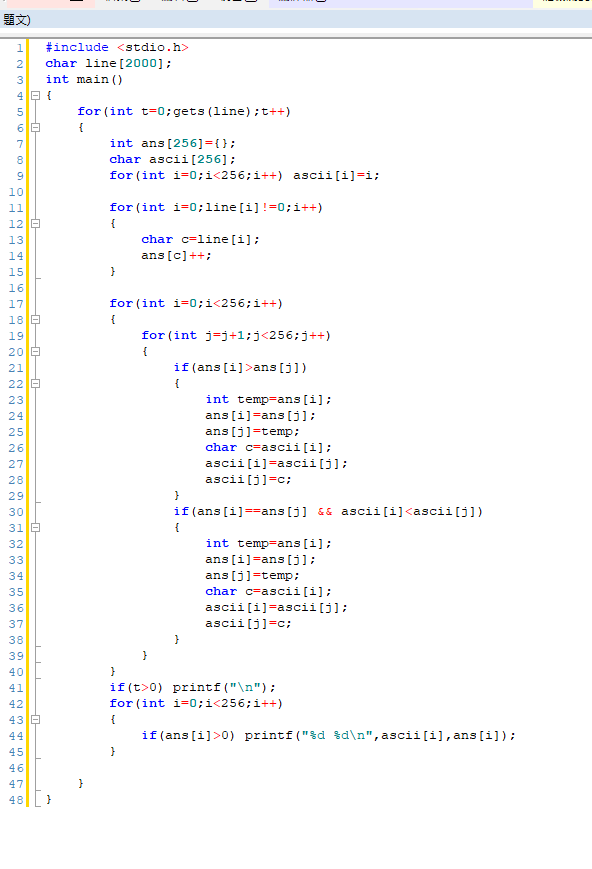 題文)
1 #include <stdio.h>
2 char line[2000];
3 int main()
4 {
5 for(int t=0;gets(line);t++)
6 {
7 int ans[256]={};
8 char ascii[256];
9 for(int i=0;i<256;i++) ascii[i]=i;
10
11 for(int i=0;line[i]!=0;i++)
12 {
13 char c=line[i];
14 ans[c]++;
15 }
16
17 for(int i=0;i<256;i++)
18 {
19 for(int j=j+1;j<256;j++)
20 {
21 if(ans[i]>ans[j])
22 {
23 int temp=ans[i];
24 ans[i]=ans[j];
25 ans[j]=temp;
26 char c=ascii[i];
27 ascii[i]=ascii[j];
28 ascii[j]=c;
29 }
30 if(ans[i]==ans[j] && ascii[i]<ascii[j])
31 {
32 int temp=ans[i];
33 ans[i]=ans[j];
34 ans[j]=temp;
35 char c=ascii[i];
36 ascii[i]=ascii[j];
37 ascii[j]=c;
38 }
39 }
40 }
41 if(t>0) printf("\n");
42 for(int i=0;i<256;i++)
43 {
44 if(ans[i]>0) printf("%d %d\n",ascii[i],ans[i]);
45 }
46
47 }
48 }